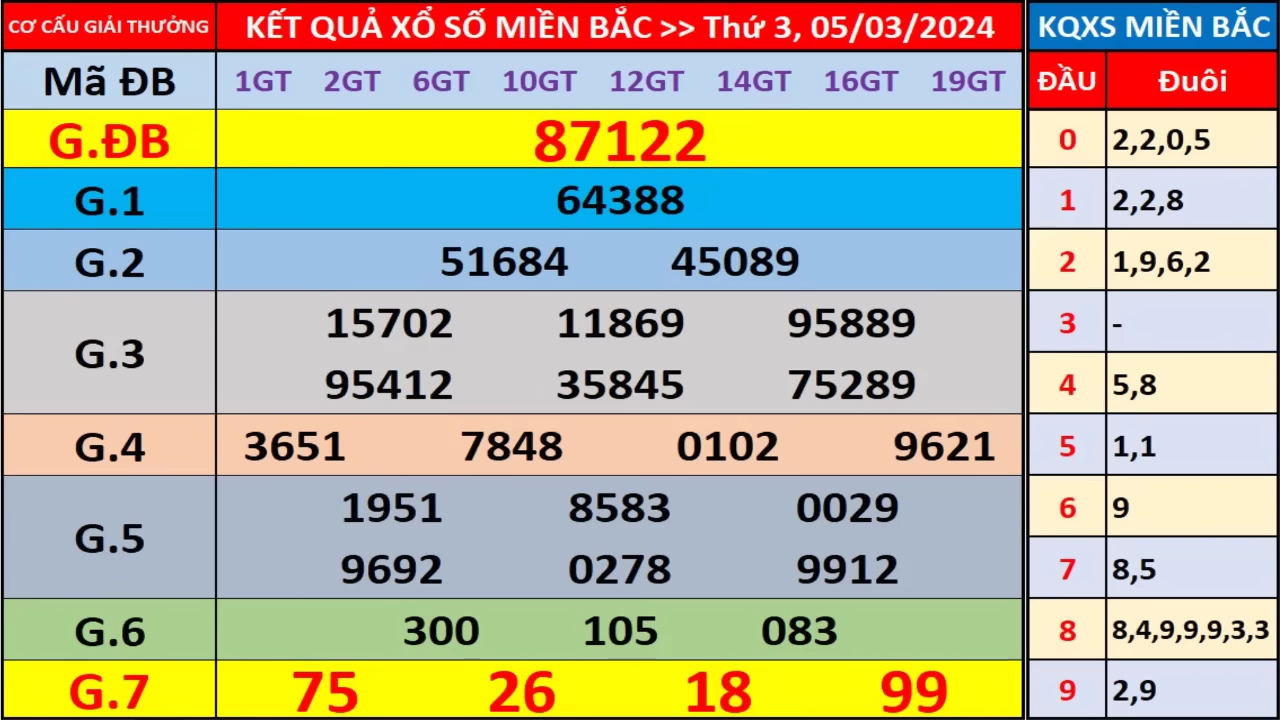 CƠ CẤU GIẢI THƯỞNG KẾT QUẢ XỔ SỐ MIỀN BẮC >> Thứ 3, 05/03/2024 KQXS MIỀN BẮC
Mã ĐB 1GT 2GT 6GT 10GT 12GT 14GT 16GT 19GT ĐẦU Đuôi
G.ĐB 87122 0 2,2,0,5
G.1 64388 1 2,2,8
G.2 51684 45089 2 1,9,6,2
G.3 15702 11869 95889 3 -
95412 35845 75289 4 5,8
G.4 3651 7848 0102 9621 5 1,1
G.5 1951 8583 0029 6 9
9692 0278 9912 7 8,5
G.6 300 105 083 8 8,4,9,9,9,3,3
G.7 75 26 18 99 9 2,9